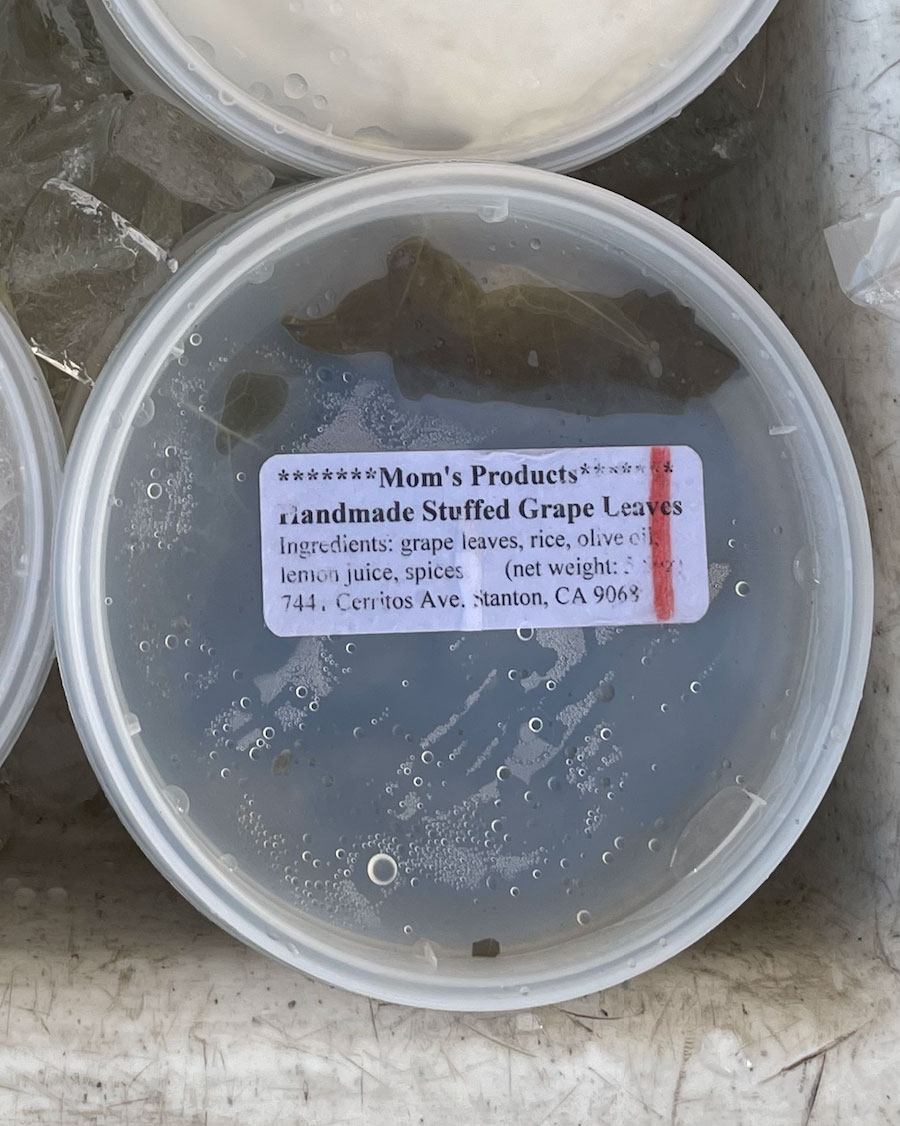 *******Mom's Products*******
Handmade Stuffed Grape Leaves
Ingredients: grape leaves, rice, olive oil,
lemon juice, spices (net weight:
Cerritos Ave. Stanton, CA